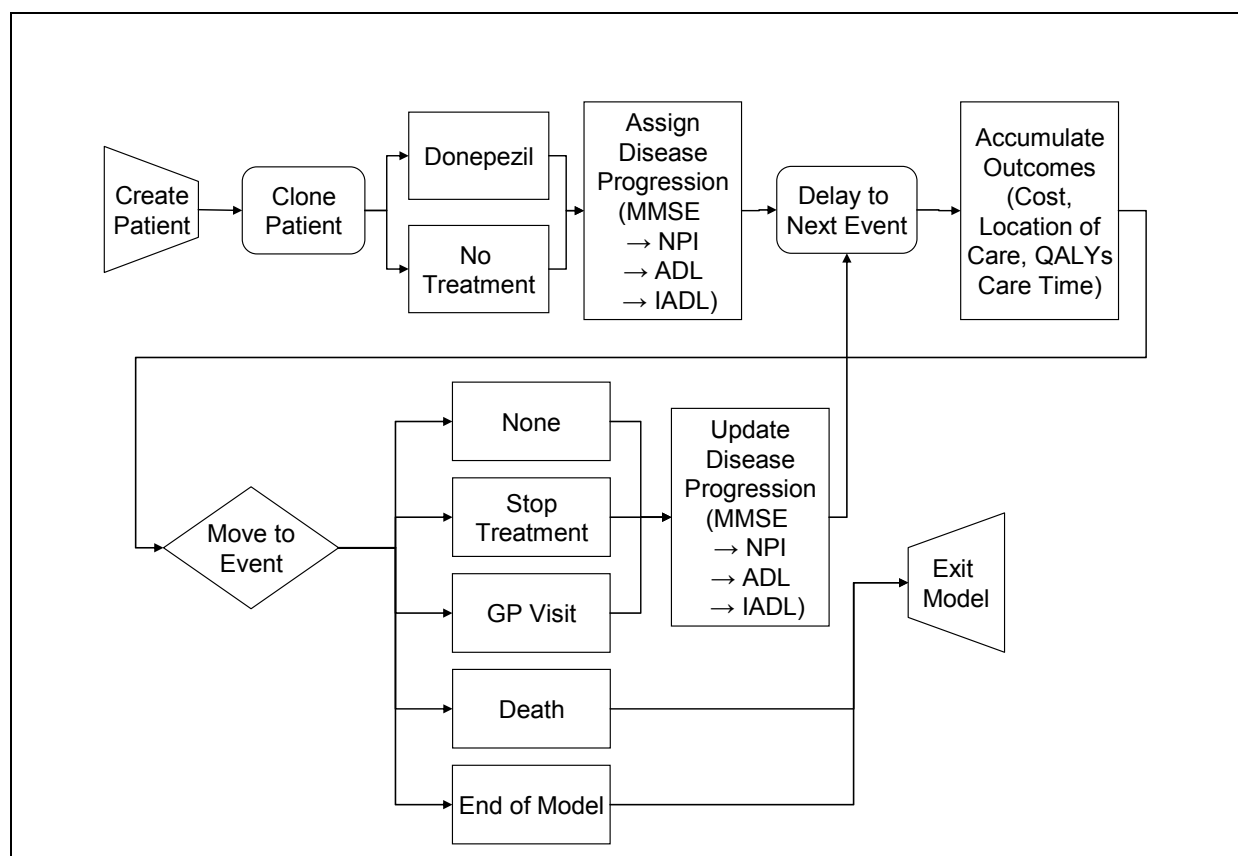 Create
Patient
Clone
Patient
Donepezil
No
Treatment
Assign
Disease
Progression
(MMSE
→ NPI
→ ADL
→ IADL)
Delay to
Next Event
Accumulate
Outcomes
(Cost,
Location of
Care, QALYs
Care Time)
Move to
Event
None
Stop
Treatment
GP Visit
Death
End of Model
Update
Disease
Progression
(MMSE
→ NPI
→ ADL
→ IADL)
Exit
Model